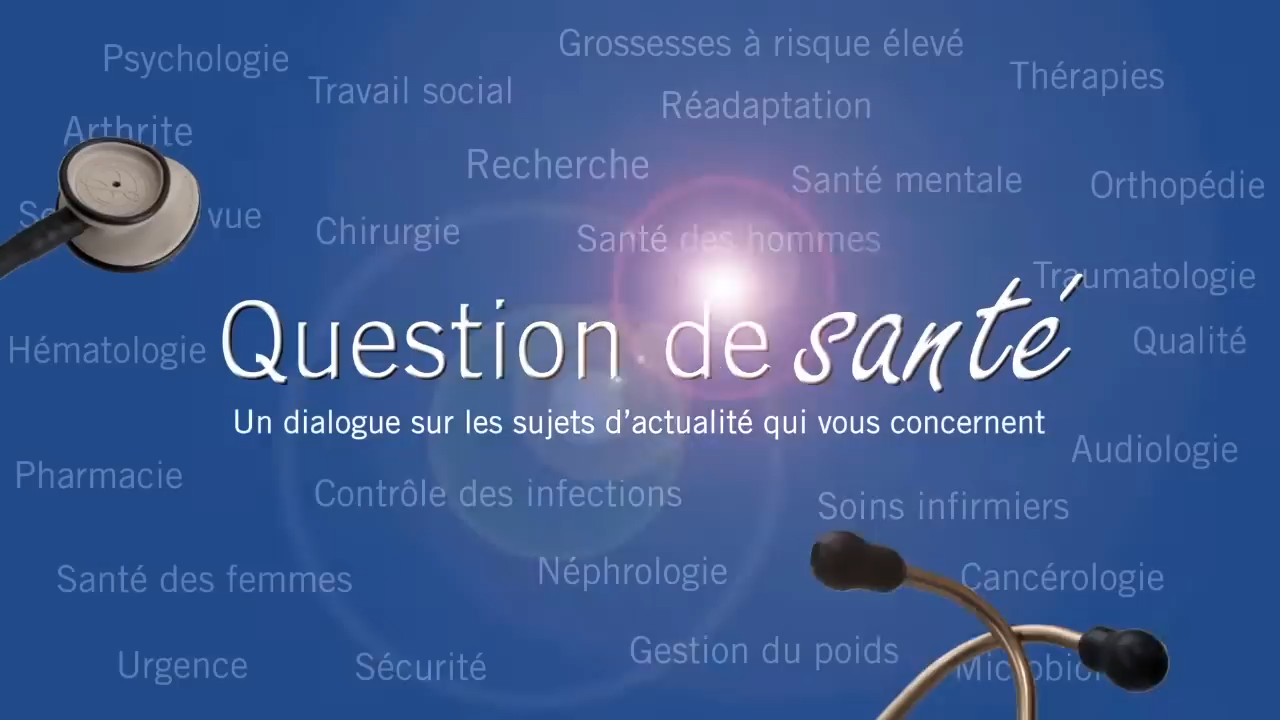 Grossesses à risque élevé
Psychologie
Thérapies
Travail social
Réadaptation
Arthrite
Recherche
Santé mentale
Orthopédie
vue
Chirurgie
Santé des hommes
Traumatologie
Question de santé
Hématologie
Qualité
Un dialogue sur les sujets d'actualité qui vous concernent
Audiologie
Pharmacie
Contrôle des infections
Soins infirmiers
Santé des femmes
Néphrologie
Cancérologie
Gestion du poids
Urgence
Sécurité